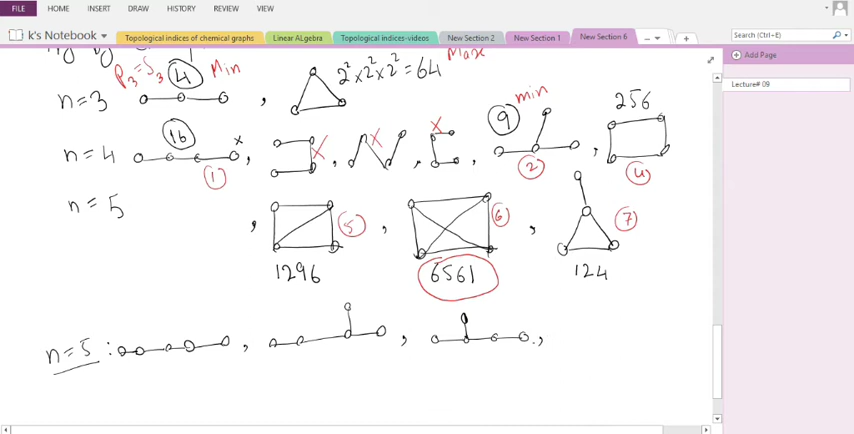 HOME INSERT DRAW HISTORY REVIEW VIEW
k's Notebook Topological indices of chemical graphs Linear ALgebra Topological indices-videos New Section 2 New Section 1 New Section 6
Search (Ctrl+E)
Add Page
Lecture# 09
P3=S3 4 Min 2²×2²×2²=64 Max
n=3 , 256
16 x 9 min
n=4 , X , X , X , ,
1 2 4
n=5
, 5 , 6 , 7
1296 6561 124
n=5 : , , ,